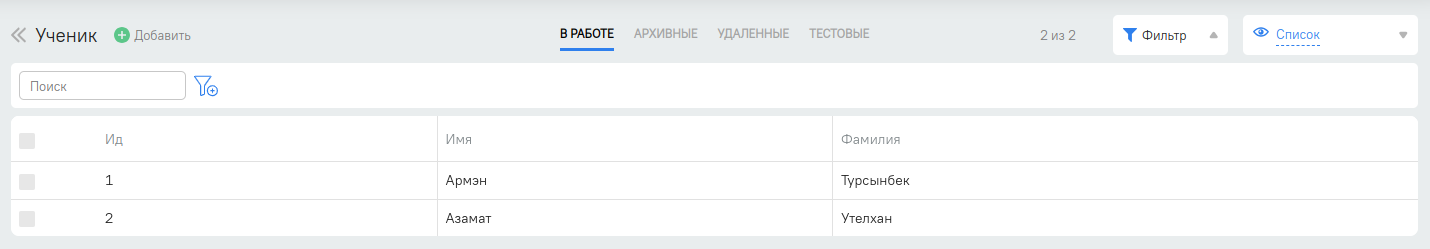 Ученик Добавить В РАБОТЕ АРХИВНЫЕ УДАЛЕННЫЕ ТЕСТОВЫЕ 2 из 2 Фильтр Список
Поиск
Ид Имя Фамилия
1 Армэн Турсынбек
2 Азамат Утелхан